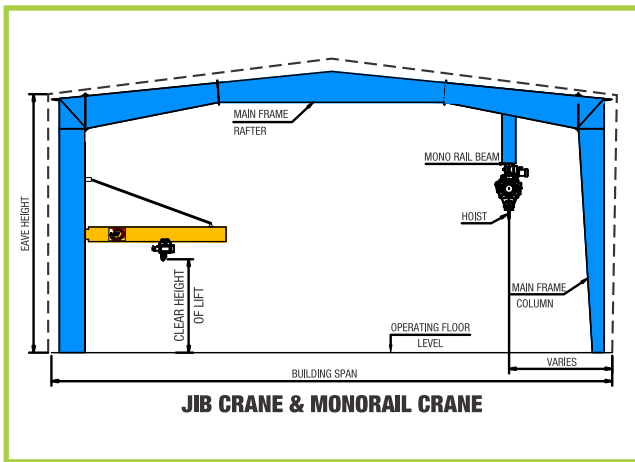 MAIN FRAME
RAFTER
MONO RAIL BEAM
HOIST
EAVE HEIGHT
CLEAR HEIGHT
OF LIFT
MAIN FRAME
COLUMN
OPERATING FLOOR
LEVEL
VARIES
BUILDING SPAN
JIB CRANE & MONORAIL CRANE